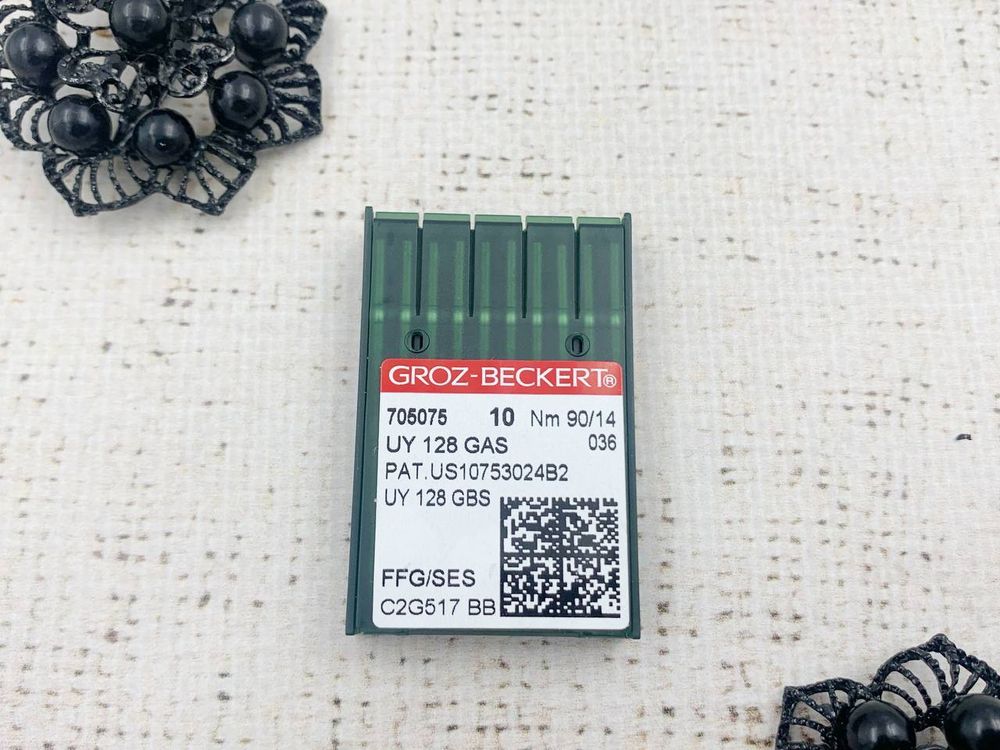 GROZ-BECKERT®
705075 10 Nm 90/14
UY 128 GAS 036
PAT.US10753024B2
UY 128 GBS
FFG/SES
C2G517 BB